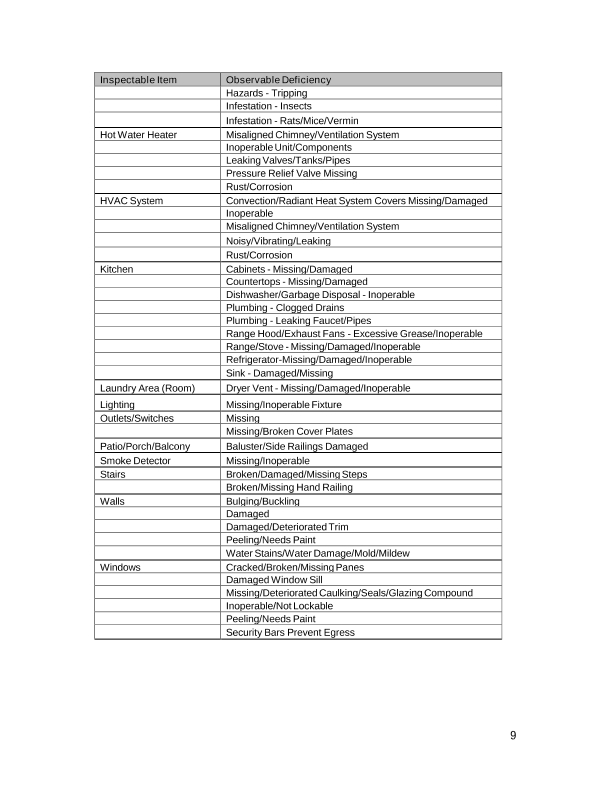 Inspectable Item Observable Deficiency
Hazards - Tripping
Infestation - Insects
Infestation - Rats/Mice/Vermin
Hot Water Heater Misaligned Chimney/Ventilation System
Inoperable Unit/Components
Leaking Valves/Tanks/Pipes
Pressure Relief Valve Missing
Rust/Corrosion
HVAC System Convection/Radiant Heat System Covers Missing/Damaged
Inoperable
Misaligned Chimney/Ventilation System
Noisy/Vibrating/Leaking
Rust/Corrosion
Kitchen Cabinets - Missing/Damaged
Countertops - Missing/Damaged
Dishwasher/Garbage Disposal - Inoperable
Plumbing - Clogged Drains
Plumbing - Leaking Faucet/Pipes
Range Hood/Exhaust Fans - Excessive Grease/Inoperable
Range/Stove - Missing/Damaged/Inoperable
Refrigerator-Missing/Damaged/Inoperable
Sink - Damaged/Missing
Laundry Area (Room) Dryer Vent - Missing/Damaged/Inoperable
Lighting Missing/Inoperable Fixture
Outlets/Switches Missing
Missing/Broken Cover Plates
Patio/Porch/Balcony Baluster/Side Railings Damaged
Smoke Detector Missing/Inoperable
Stairs Broken/Damaged/Missing Steps
Broken/Missing Hand Railing
Walls Bulging/Buckling
Damaged
Damaged/Deteriorated Trim
Peeling/Needs Paint
Water Stains/Water Damage/Mold/Mildew
Windows Cracked/Broken/Missing Panes
Damaged Window Sill
Missing/Deteriorated Caulking/Seals/Glazing Compound
Inoperable/Not Lockable
Peeling/Needs Paint
Security Bars Prevent Egress
9